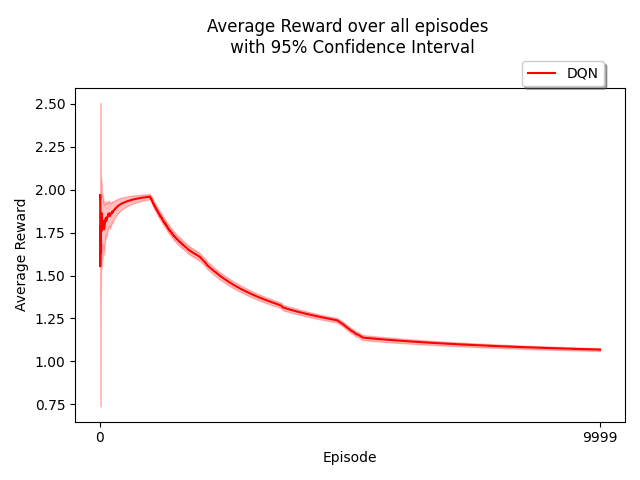 Average Reward over all episodes
with 95% Confidence Interval
DQN
2.50
2.25
2.00
1.75
1.50
1.25
1.00
0.75
Average Reward
0
9999
Episode